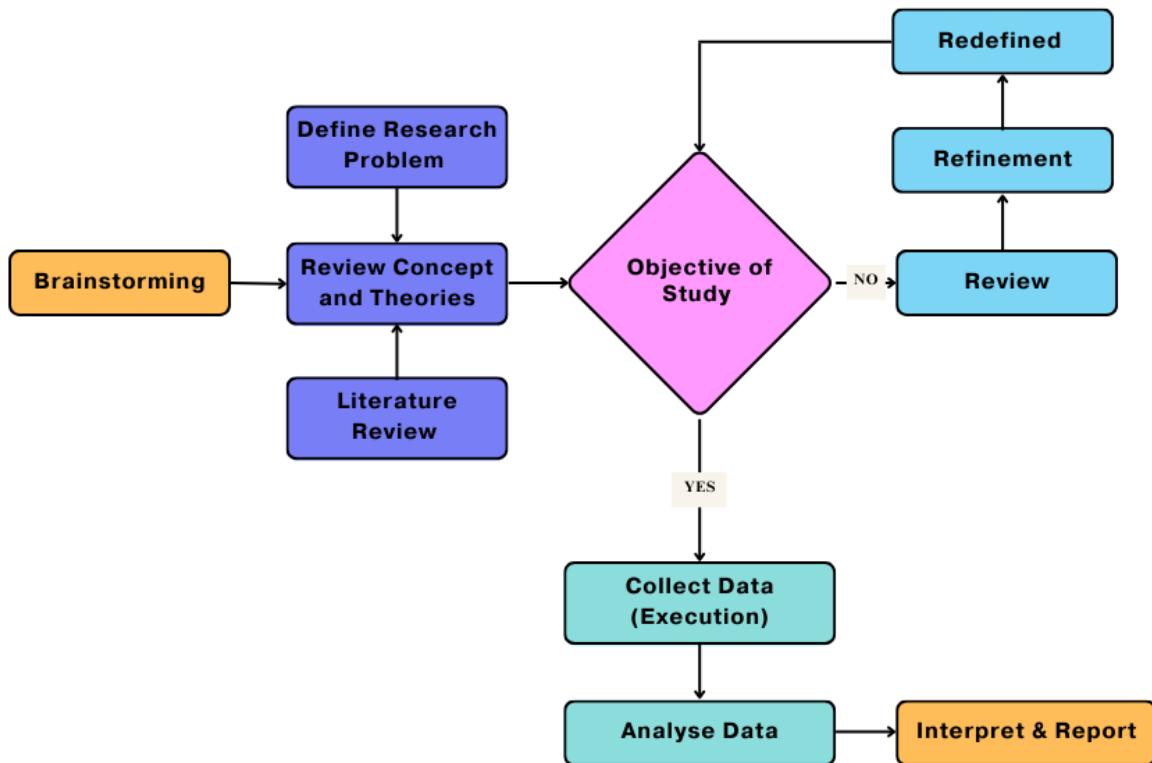 Redefined
Define Research
Problem
Refinement
Brainstorming
Review Concept
and Theories
Objective of
Study
NO
Review
Literature
Review
YES
Collect Data
(Execution)
Analyse Data
Interpret & Report